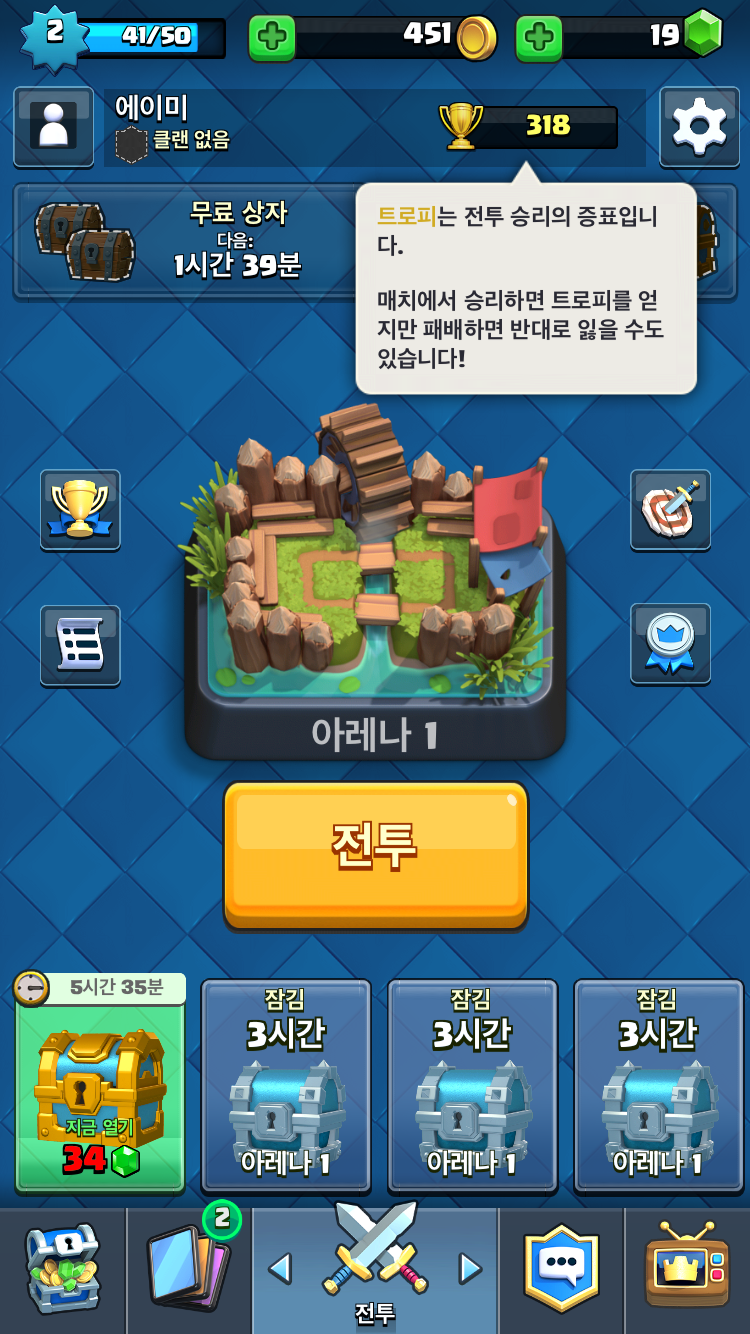 2
41/50
451
19
에이미
클랜 없음
318
무료 상자
다음:
1시간 39분
트로피는 전투 승리의 증표입니
다.
매치에서 승리하면 트로피를 얻
지만 패배하면 반대로 잃을 수도
있습니다!
아레나 1
전투
5시간 35분
지금 열기
34
잠김
3시간
아레나 1
잠김
3시간
아레나 1
잠김
3시간
아레나 1
2
전투